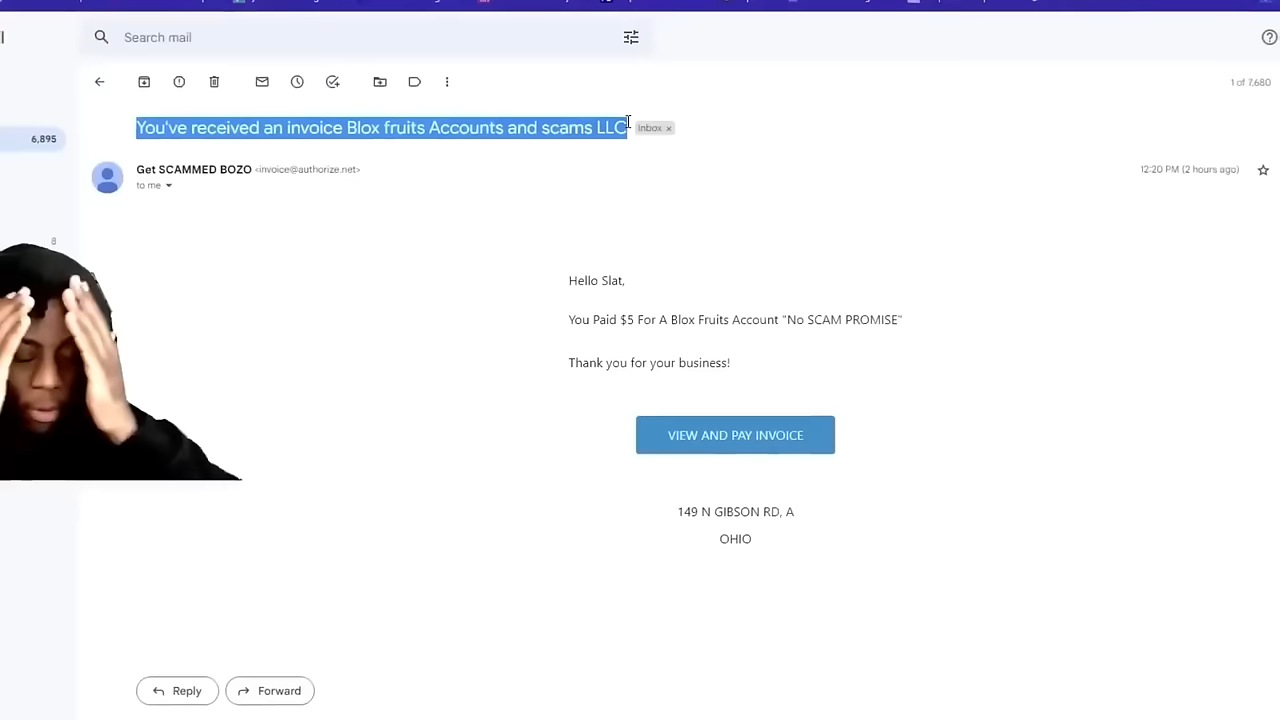 Search mail
1 of 7,680
You've received an invoice Blox fruits Accounts and scams LLC Inbox ×
6,895
Get SCAMMED BOZO <invoice@authorize.net> 12:20 PM (2 hours ago)
to me
8
Hello Slat,
You Paid $5 For A Blox Fruits Account "No SCAM PROMISE"
Thank you for your business!
VIEW AND PAY INVOICE
149 N GIBSON RD, A
OHIO
Reply Forward